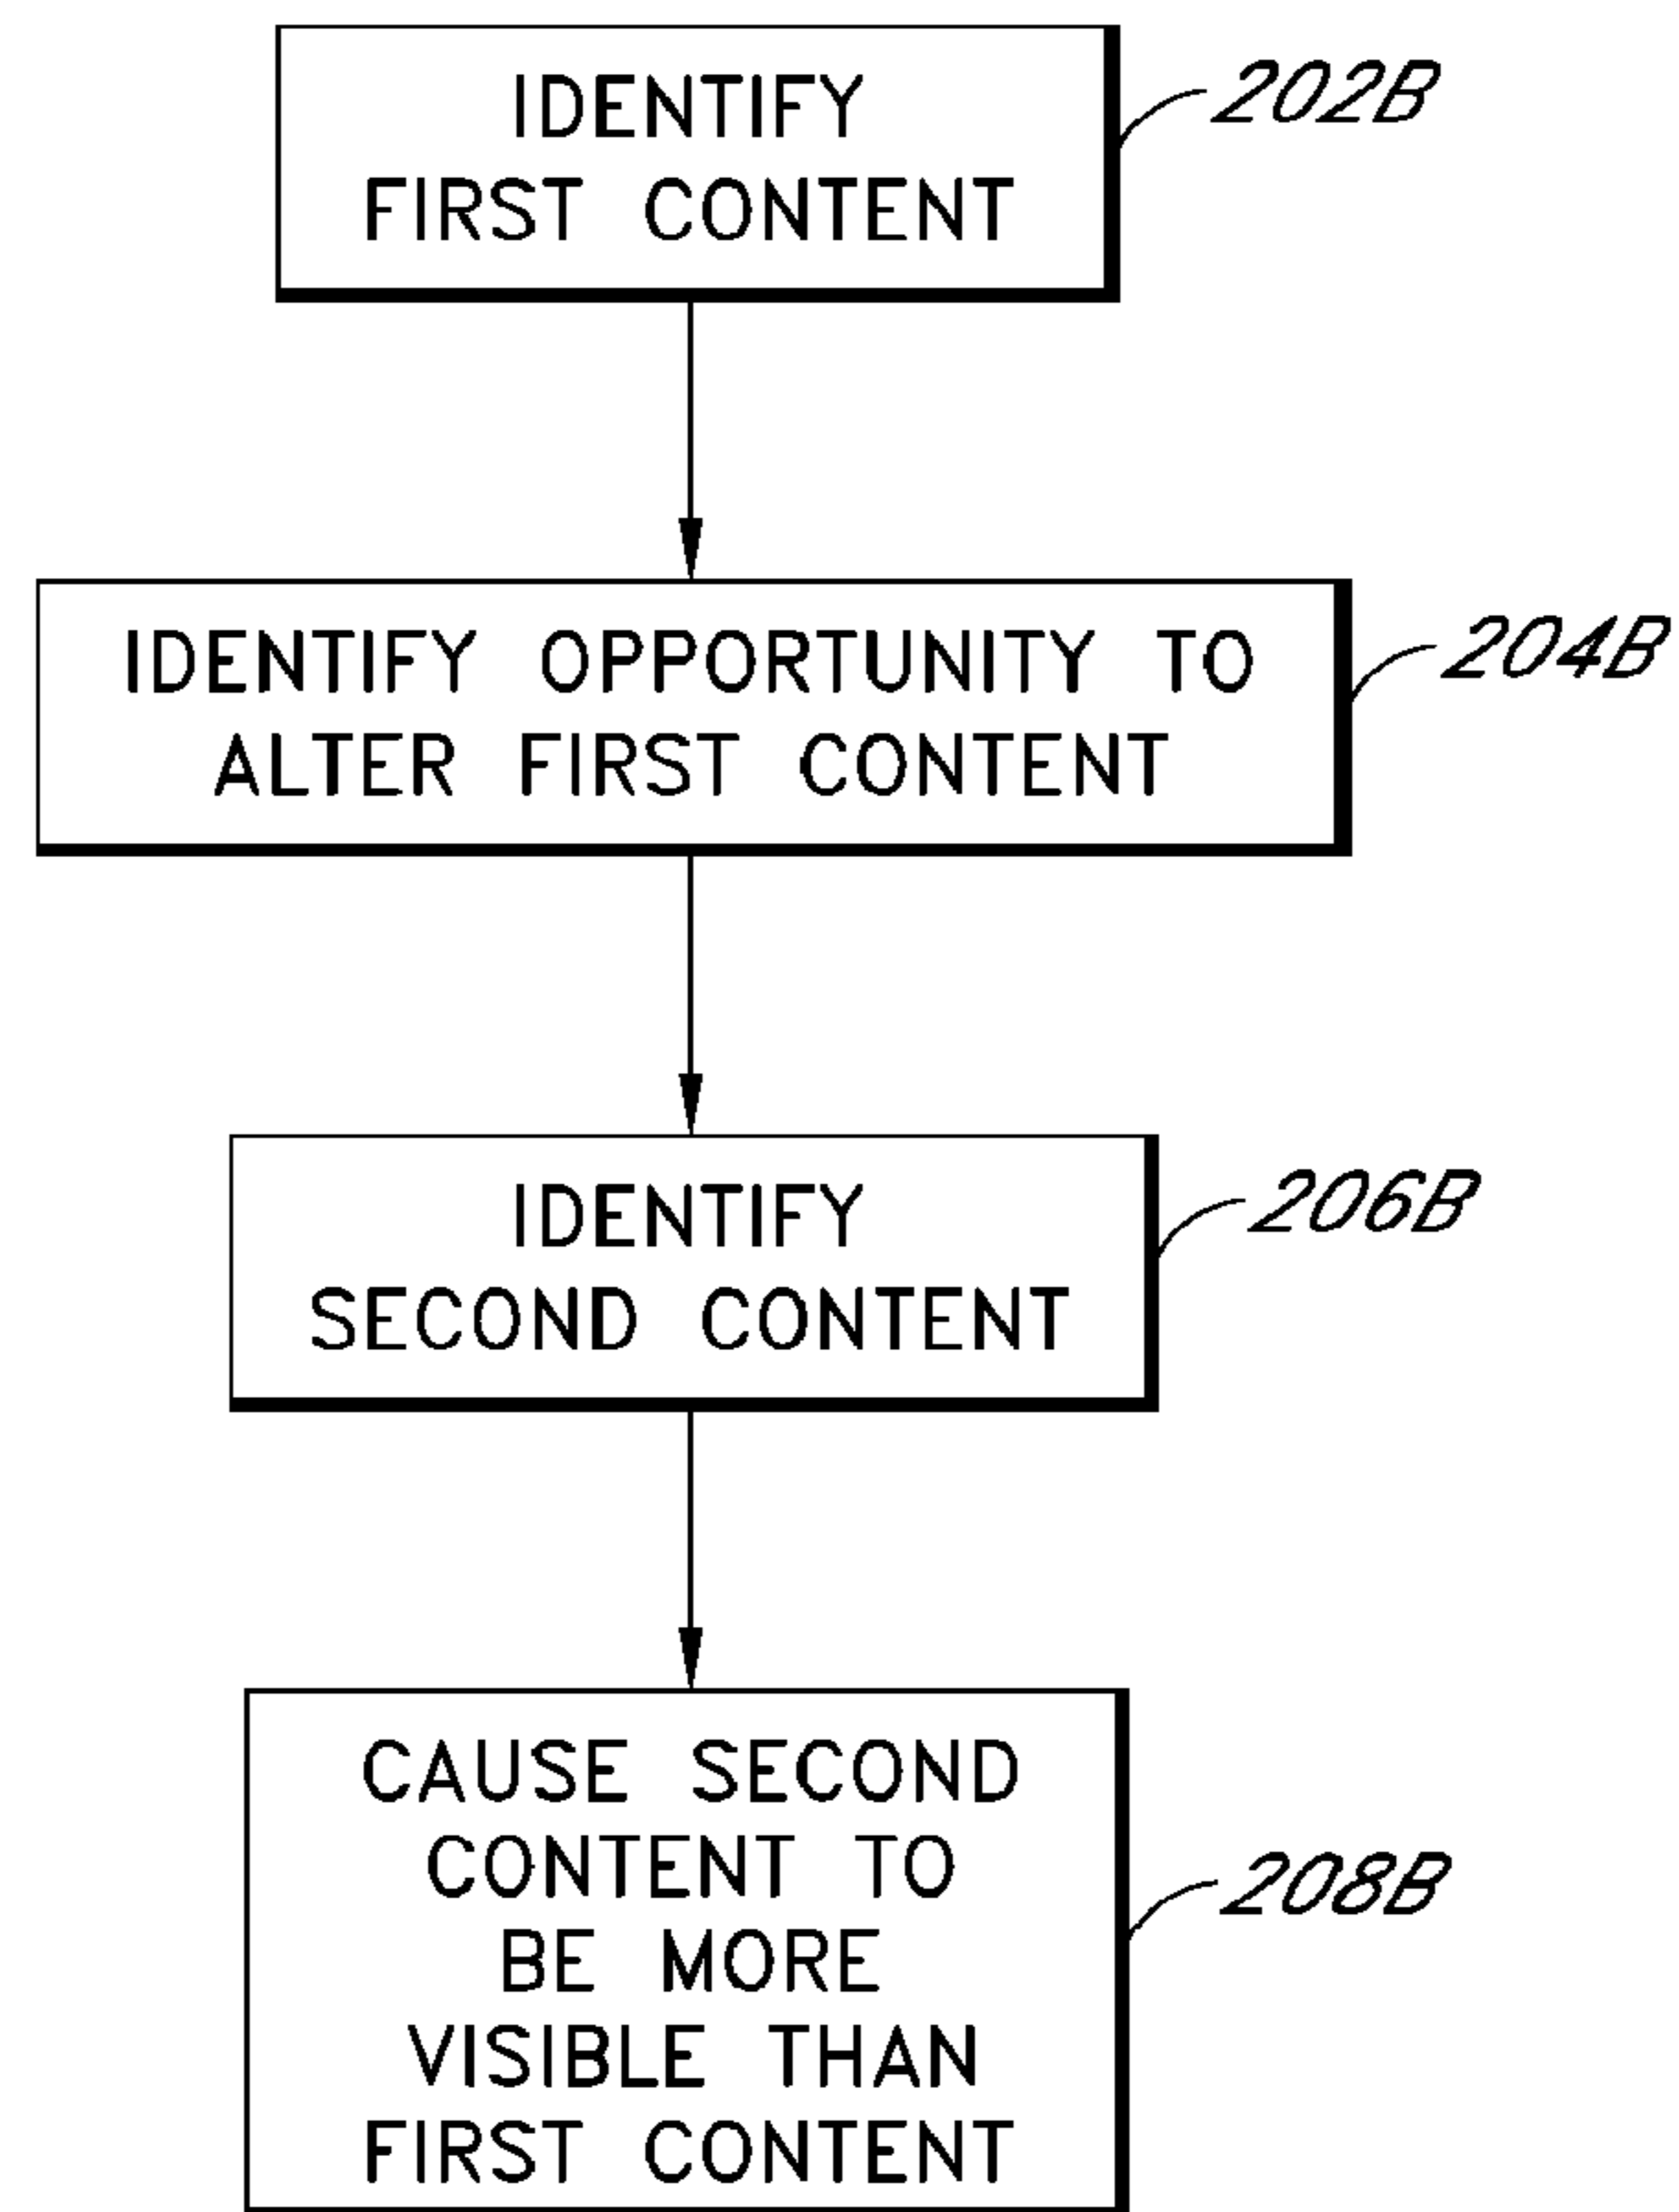 IDENTIFY
FIRST CONTENT
202B
IDENTIFY OPPORTUNITY TO
ALTER FIRST CONTENT
204B
IDENTIFY
SECOND CONTENT
206B
CAUSE SECOND
CONTENT TO
BE MORE
VISIBLE THAN
FIRST CONTENT
208B